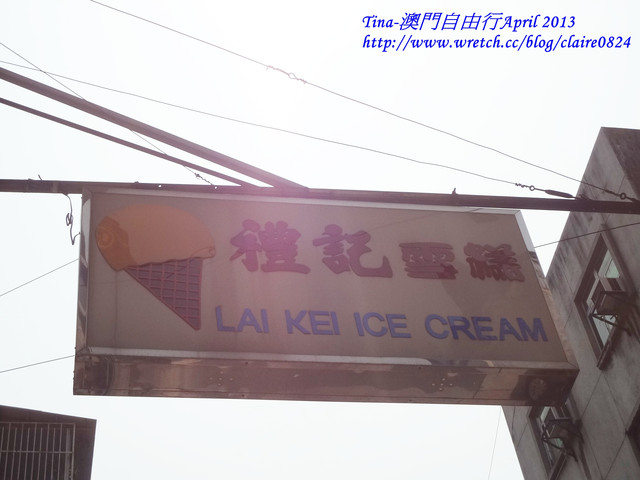 Tina-澳門自由行April 2013
http://www.wretch.cc/blog/claire0824
禮記雪糕
LAI KEI ICE CREAM